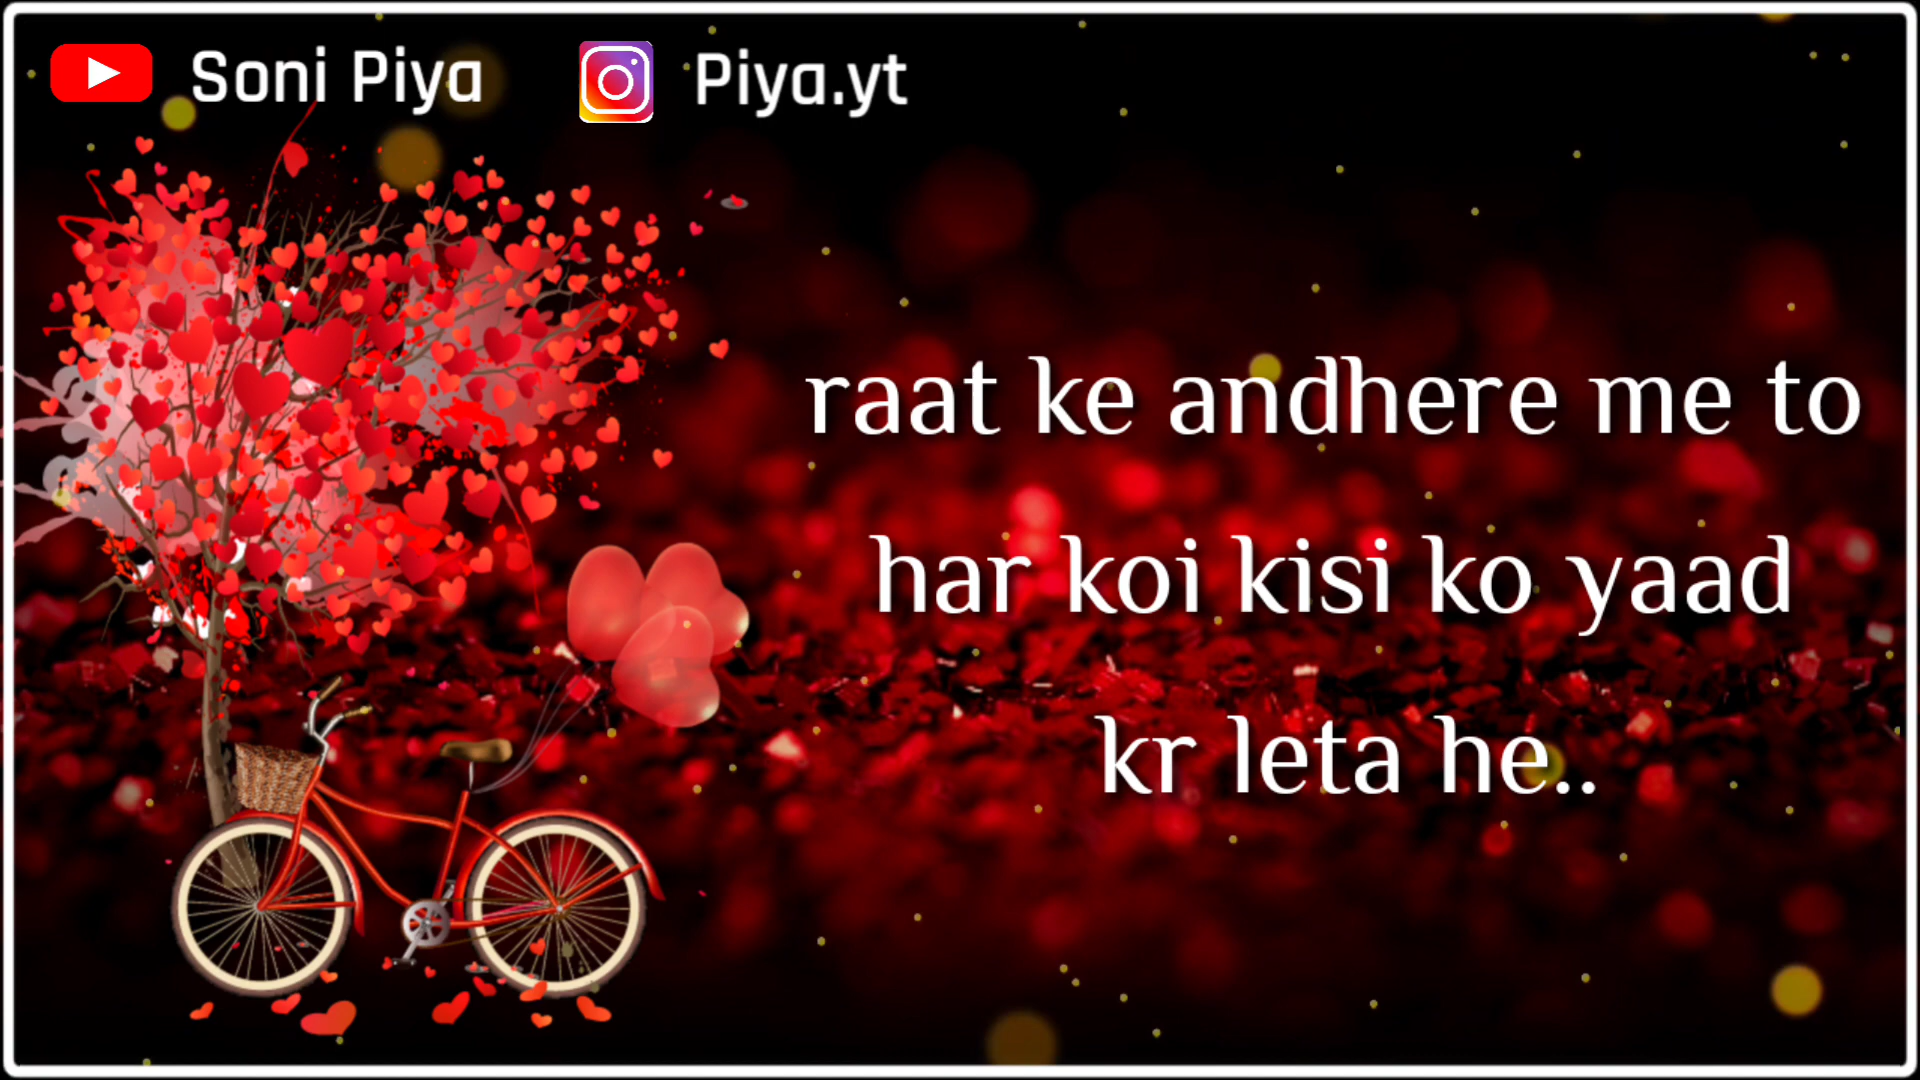 Soni Piya Piya.yt
raat ke andhere me to
har koi kisi ko yaad
kr leta he..